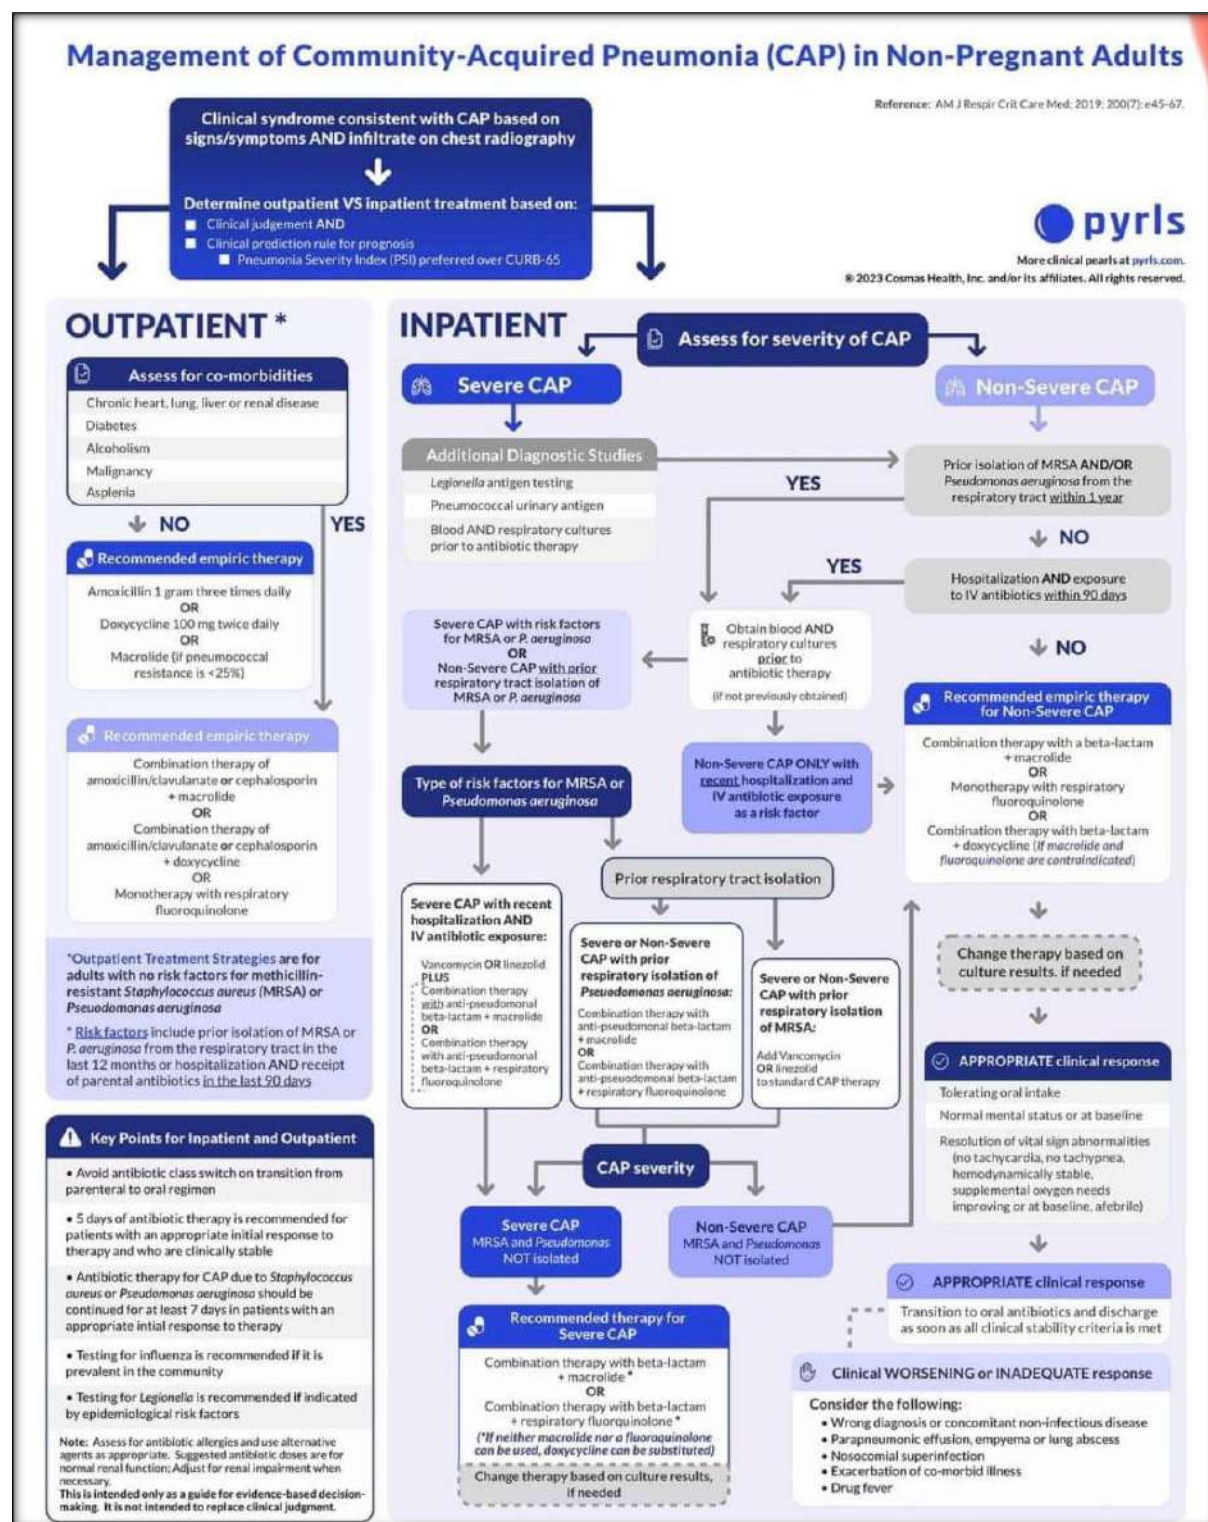 Management of Community-Acquired Pneumonia (CAP) in Non-Pregnant Adults
Reference: AM J Respir Crit Care Med; 2019; 200(7): e45-67.
Clinical syndrome consistent with CAP based on
signs/symptoms AND infiltrate on chest radiography
Determine outpatient VS inpatient treatment based on:
Clinical judgement AND
Clinical prediction rule for prognosis
Pneumonia Severity Index (PSI) preferred over CURB-65
pyrls
More clinical pearls at pyrls.com.
© 2023 Cosmas Health, Inc. and/or its affiliates. All rights reserved.
OUTPATIENT *
Assess for co-morbidities
Chronic heart, lung, liver or renal disease
Diabetes
Alcoholism
Malignancy
Asplenia
NO
YES
Recommended empiric therapy
Amoxicillin 1 gram three times daily
OR
Doxycycline 100 mg twice daily
OR
Macrolide (if pneumococcal
resistance is <25%)
Recommended empiric therapy
Combination therapy of
amoxicillin/clavulanate or cephalosporin
+ macrolide
OR
Combination therapy of
amoxicillin/clavulanate or cephalosporin
+ doxycycline
OR
Monotherapy with respiratory
fluoroquinolone
*Outpatient Treatment Strategies are for
adults with no risk factors for methicillin-
resistant Staphylococcus aureus (MRSA) or
Pseudomonas aeruginosa
* Risk factors include prior isolation of MRSA or
P. aeruginosa from the respiratory tract in the
last 12 months or hospitalization AND receipt
of parental antibiotics in the last 90 days
Key Points for Inpatient and Outpatient
• Avoid antibiotic class switch on transition from
parenteral to oral regimen
• 5 days of antibiotic therapy is recommended for
patients with an appropriate initial response to
therapy and who are clinically stable
• Antibiotic therapy for CAP due to Staphylococcus
aureus or Pseudomonas aeruginosa should be
continued for at least 7 days in patients with an
appropriate intial response to therapy
• Testing for influenza is recommended if it is
prevalent in the community
• Testing for Legionella is recommended if indicated
by epidemiological risk factors
Note: Assess for antibiotic allergies and use alternative
agents as appropriate. Suggested antibiotic doses are for
normal renal function; Adjust for renal impairment when
necessary.
This is intended only as a guide for evidence-based decision-
making. It is not intended to replace clinical judgment.
INPATIENT
Assess for severity of CAP
Severe CAP
Non-Severe CAP
Additional Diagnostic Studies
Legionella antigen testing
Pneumococcal urinary antigen
Blood AND respiratory cultures
prior to antibiotic therapy
Prior isolation of MRSA AND/OR
Pseudomonas aeruginosa from the
respiratory tract within 1 year
YES
NO
Hospitalization AND exposure
to IV antibiotics within 90 days
YES
NO
Severe CAP with risk factors
for MRSA or P. aeruginosa
OR
Non-Severe CAP with prior
respiratory tract isolation of
MRSA or P. aeruginosa
Obtain blood AND
respiratory cultures
prior to
antibiotic therapy
(if not previously obtained)
Recommended empiric therapy
for Non-Severe CAP
Combination therapy with a beta-lactam
+ macrolide
OR
Monotherapy with respiratory
fluoroquinolone
OR
Combination therapy with beta-lactam
+ doxycycline (If macrolide and
fluoroquinolone are contraindicated)
Type of risk factors for MRSA or
Pseudomonas aeruginosa
Non-Severe CAP ONLY with
recent hospitalization and
IV antibiotic exposure
as a risk factor
Prior respiratory tract isolation
Severe CAP with recent
hospitalization AND
IV antibiotic exposure:
Vancomycin OR linezolid
PLUS
Combination therapy
with anti-pseudomonal
beta-lactam + macrolide
OR
Combination therapy
with anti-pseudomonal
beta-lactam + respiratory
fluoroquinolone
Severe or Non-Severe
CAP with prior
respiratory isolation of
Pseuodomonas aeruginosa:
Combination therapy with
anti-pseudomonal beta-lactam
+ macrolide
OR
Combination therapy with
anti-pseuodomenal beta-lactam
+ respiratory fluoroquinolone
Severe or Non-Severe
CAP with prior
respiratory isolation
of MRSA:
Add Vancomycin
OR linezolid
to standard CAP therapy
CAP severity
Severe CAP
MRSA and Pseudomonas
NOT isolated
Non-Severe CAP
MRSA and Pseudomonas
NOT isolated
Recommended therapy for
Severe CAP
Combination therapy with beta-lactam
+ macrolide *
OR
Combination therapy with beta-lactam
+ respiratory fluorquinolone *
(*If neither macrolide nor a fluoroquinolone
can be used, doxycycline can be substituted)
Change therapy based on culture results,
if needed
Change therapy based on
culture results. if needed
APPROPRIATE clinical response
Tolerating oral intake
Normal mental status or at baseline
Resolution of vital sign abnormalities
(no tachycardia, no tachypnea,
hemodynamically stable,
supplemental oxygen needs
improving or at baseline, afebrile)
APPROPRIATE clinical response
Transition to oral antibiotics and discharge
as soon as all clinical stability criteria is met
Clinical WORSENING or INADEQUATE response
Consider the following:
• Wrong diagnosis or concomitant non-infectious disease
• Parapneumonic effusion, empyema or lung abscess
• Nosocomial superinfection
• Exacerbation of co-morbid illness
• Drug fever